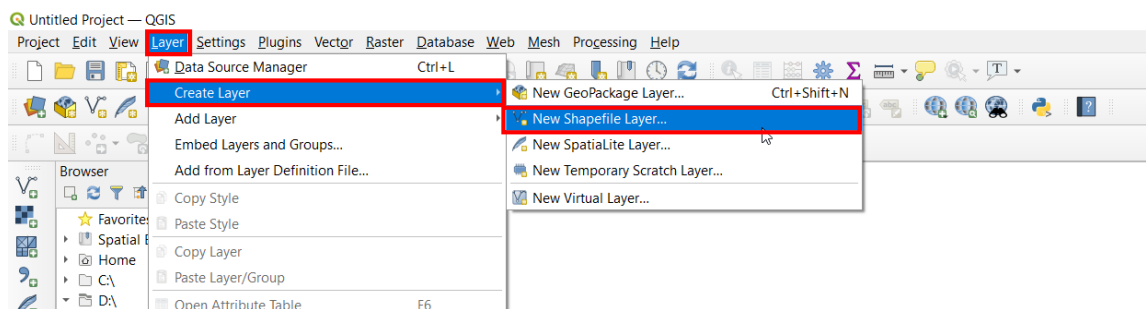 Untitled Project — QGIS
Project Edit View Layer Settings Plugins Vector Raster Database Web Mesh Processing Help
Data Source Manager Ctrl+L
Create Layer New GeoPackage Layer... Ctrl+Shift+N
Add Layer New Shapefile Layer...
Embed Layers and Groups... New SpatiaLite Layer...
Browser Add from Layer Definition File... New Temporary Scratch Layer...
Copy Style New Virtual Layer...
Favorites
Paste Style
Spatial
Copy Layer
Home
C:\ Paste Layer/Group
D:\ Open Attribute Table F6